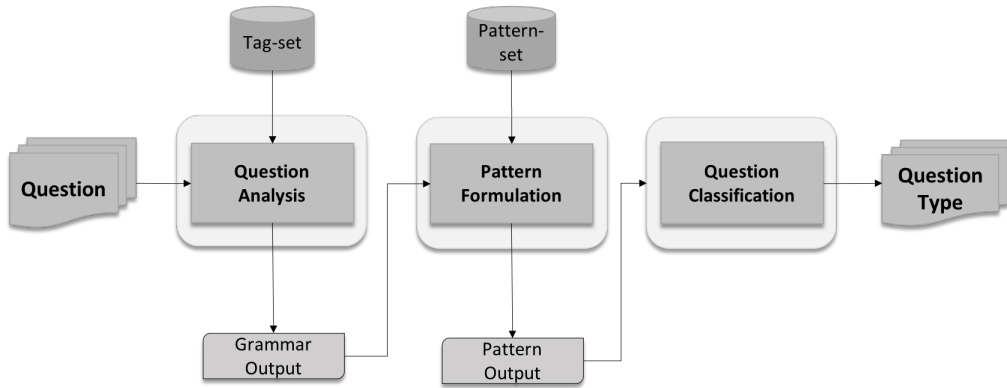 Tag-set
Pattern-
set
Question
Question
Analysis
Pattern
Formulation
Question
Classification
Question
Type
Grammar
Output
Pattern
Output